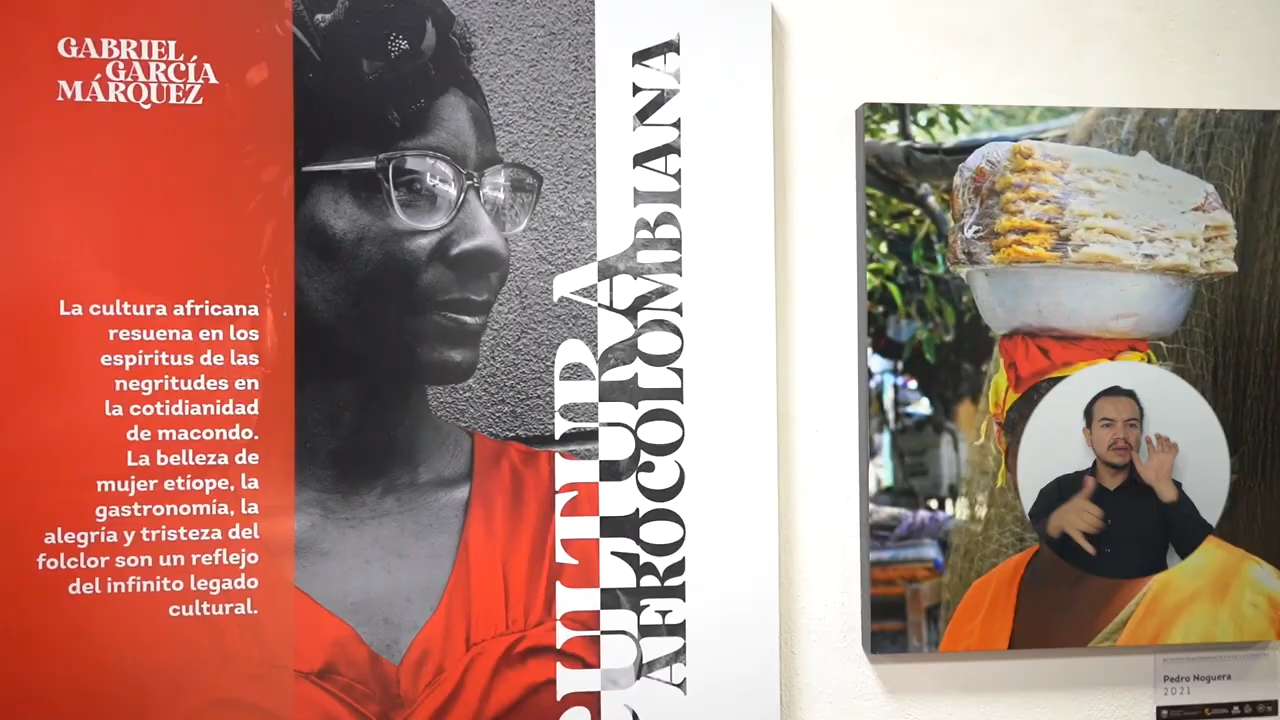 GABRIEL
GARCÍA
MÁRQUEZ
La cultura africana
resuena en los
espíritus de las
negritudes en
la cotidianidad
de macondo.
La belleza de
mujer etíope, la
gastronomía, la
alegría y tristeza del
folclor son un reflejo
del infinito legado
cultural.
CULTURA
AFROCOLOMBIANA
Pedro Noguera
2021